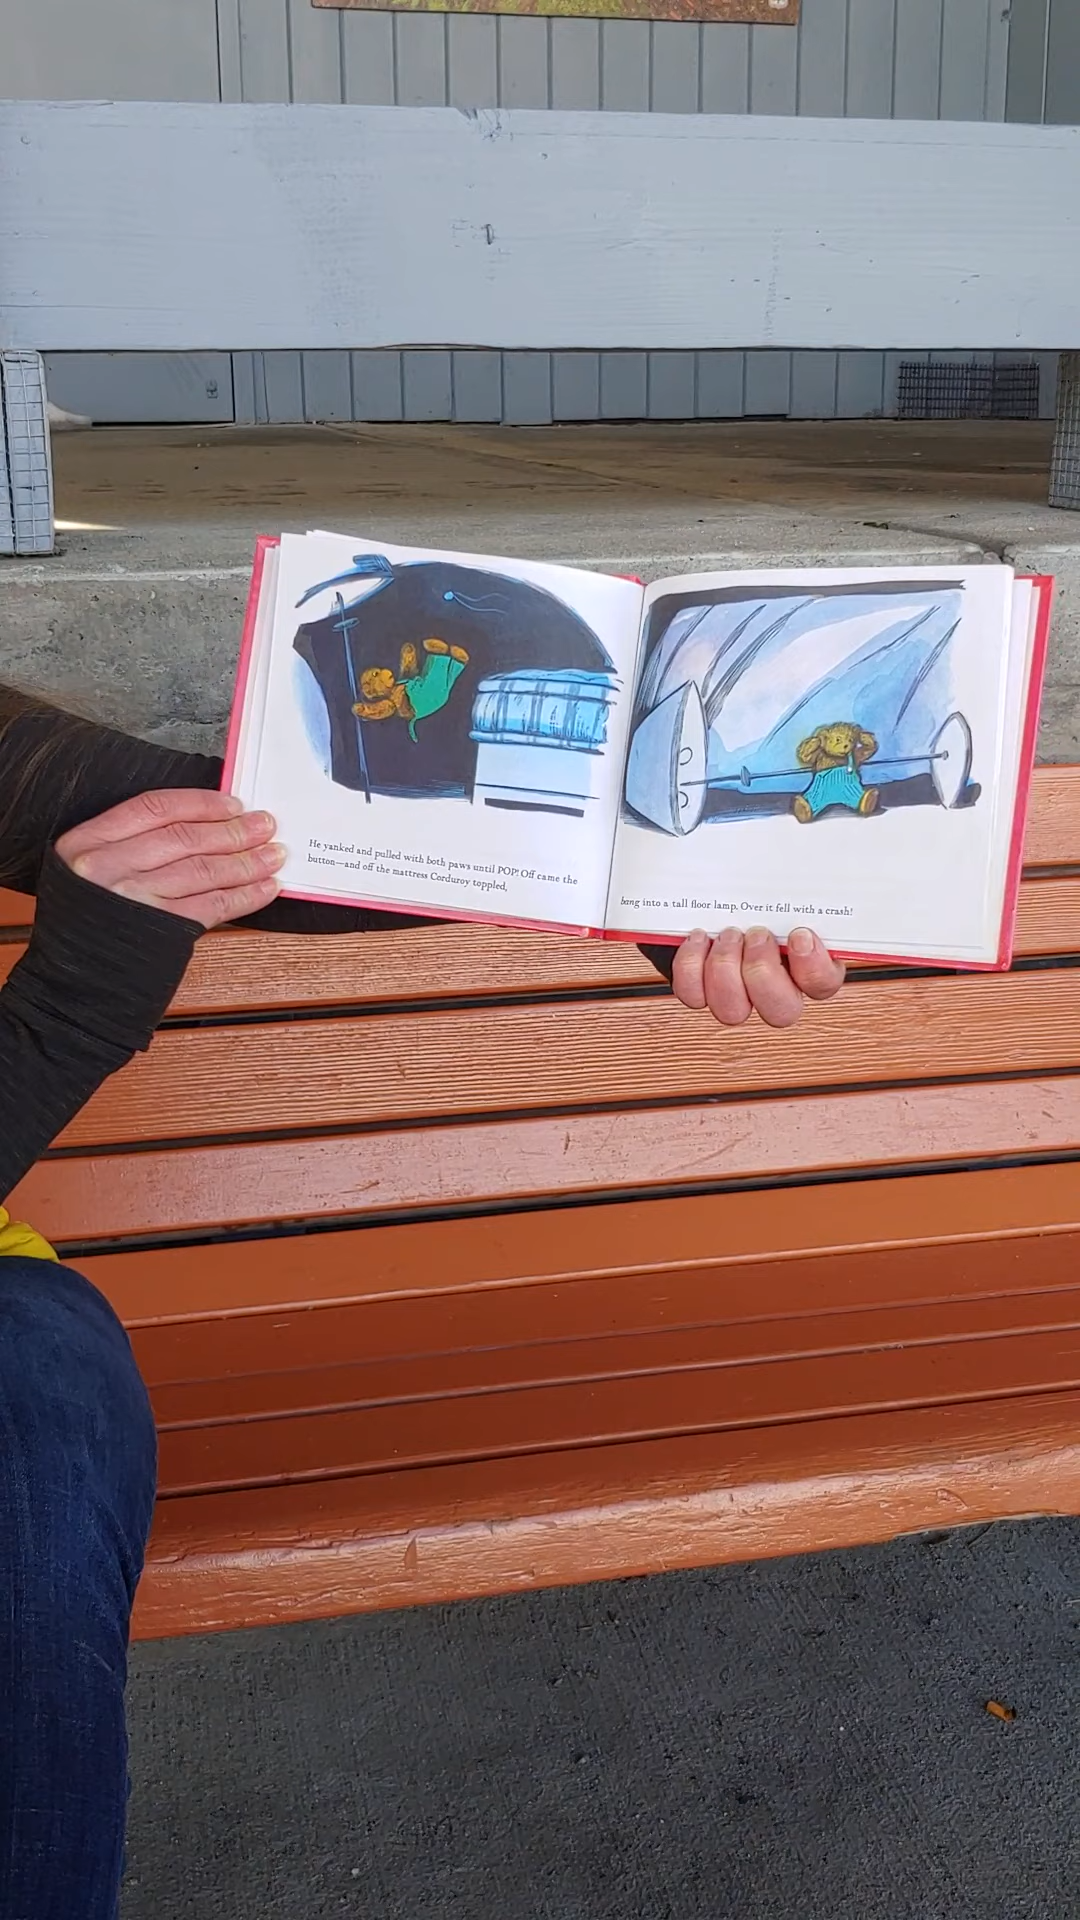 He yanked and pulled with both paws until POP! Off came the
button—and off the mattress Corduroy toppled,
bang into a tall floor lamp. Over it fell with a crash!